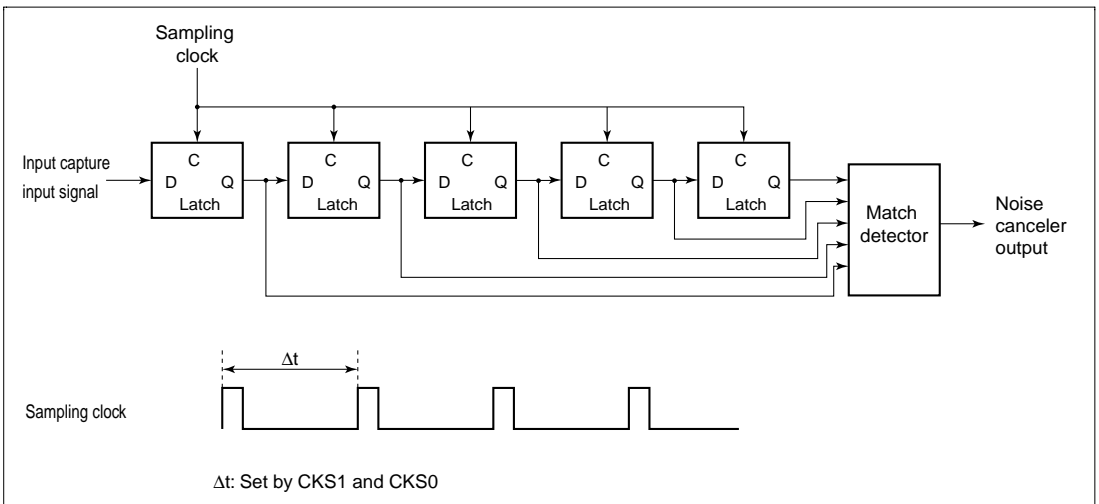 Sampling
clock
Input capture
input signal
C
D Q
Latch
C
D Q
Latch
C
D Q
Latch
C
D Q
Latch
C
D Q
Latch
Match
detector
Noise
canceler
output
Δt
Sampling clock
Δt: Set by CKS1 and CKS0